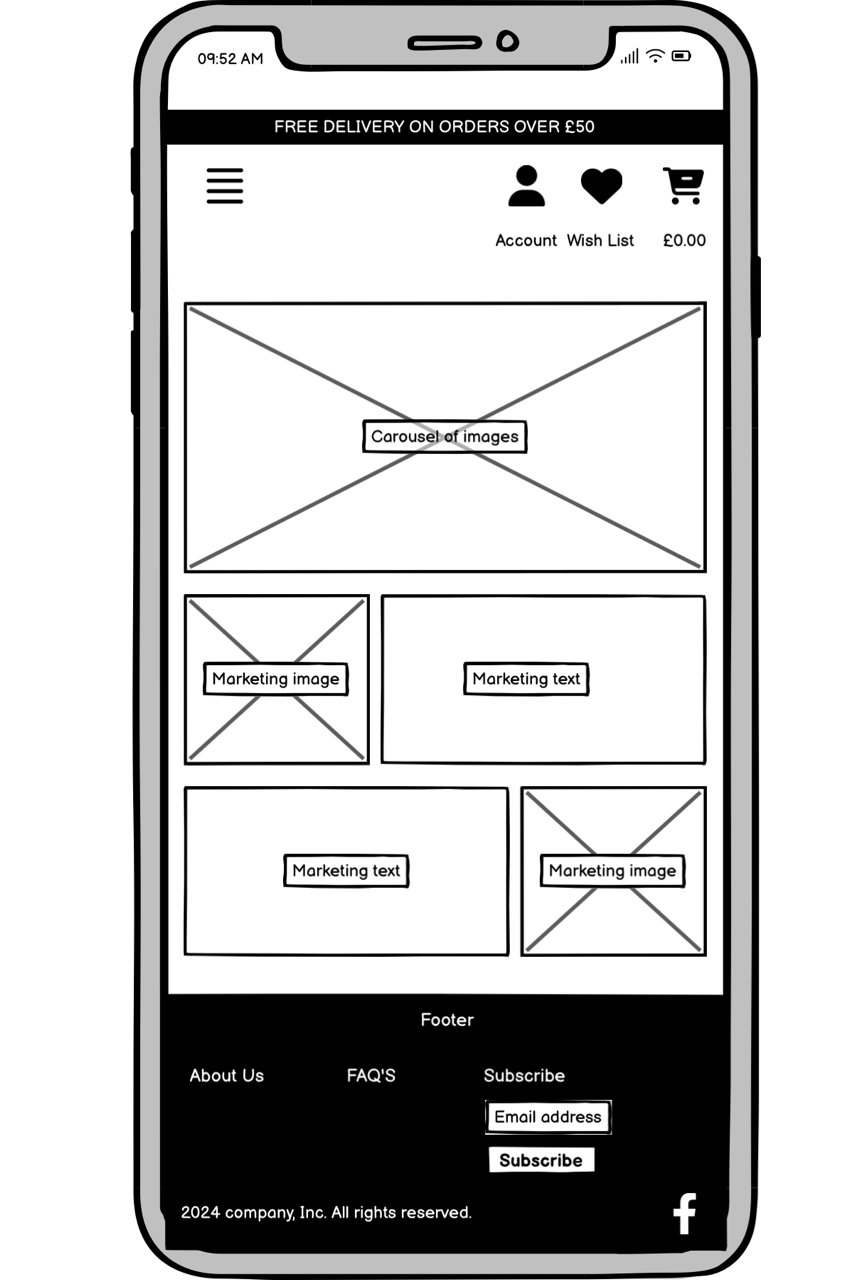 09:52 AM
FREE DELIVERY ON ORDERS OVER £50
Account Wish List £0.00
Carousel of images
Marketing image Marketing text
Marketing text Marketing image
Footer
About Us FAQ'S Subscribe
Email address
Subscribe
2024 company, Inc. All rights reserved.